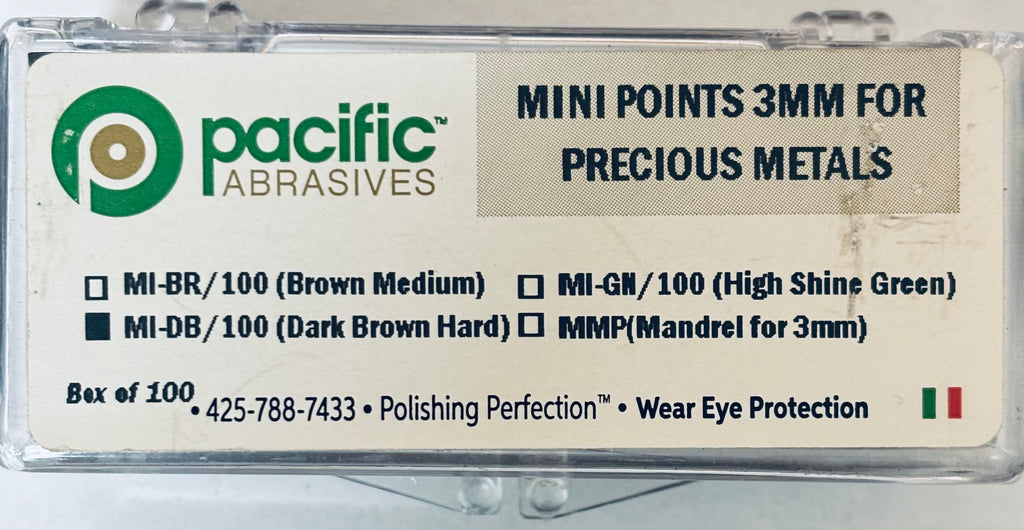 pacific™
ABRASIVES
MINI POINTS 3MM FOR
PRECIOUS METALS
☐ MI-BR/100 (Brown Medium) ☐ MI-GN/100 (High Shine Green)
■ MI-DB/100 (Dark Brown Hard) ☐ MMP(Mandrel for 3mm)
Box of 100 • 425-788-7433 • Polishing Perfection™ • Wear Eye Protection